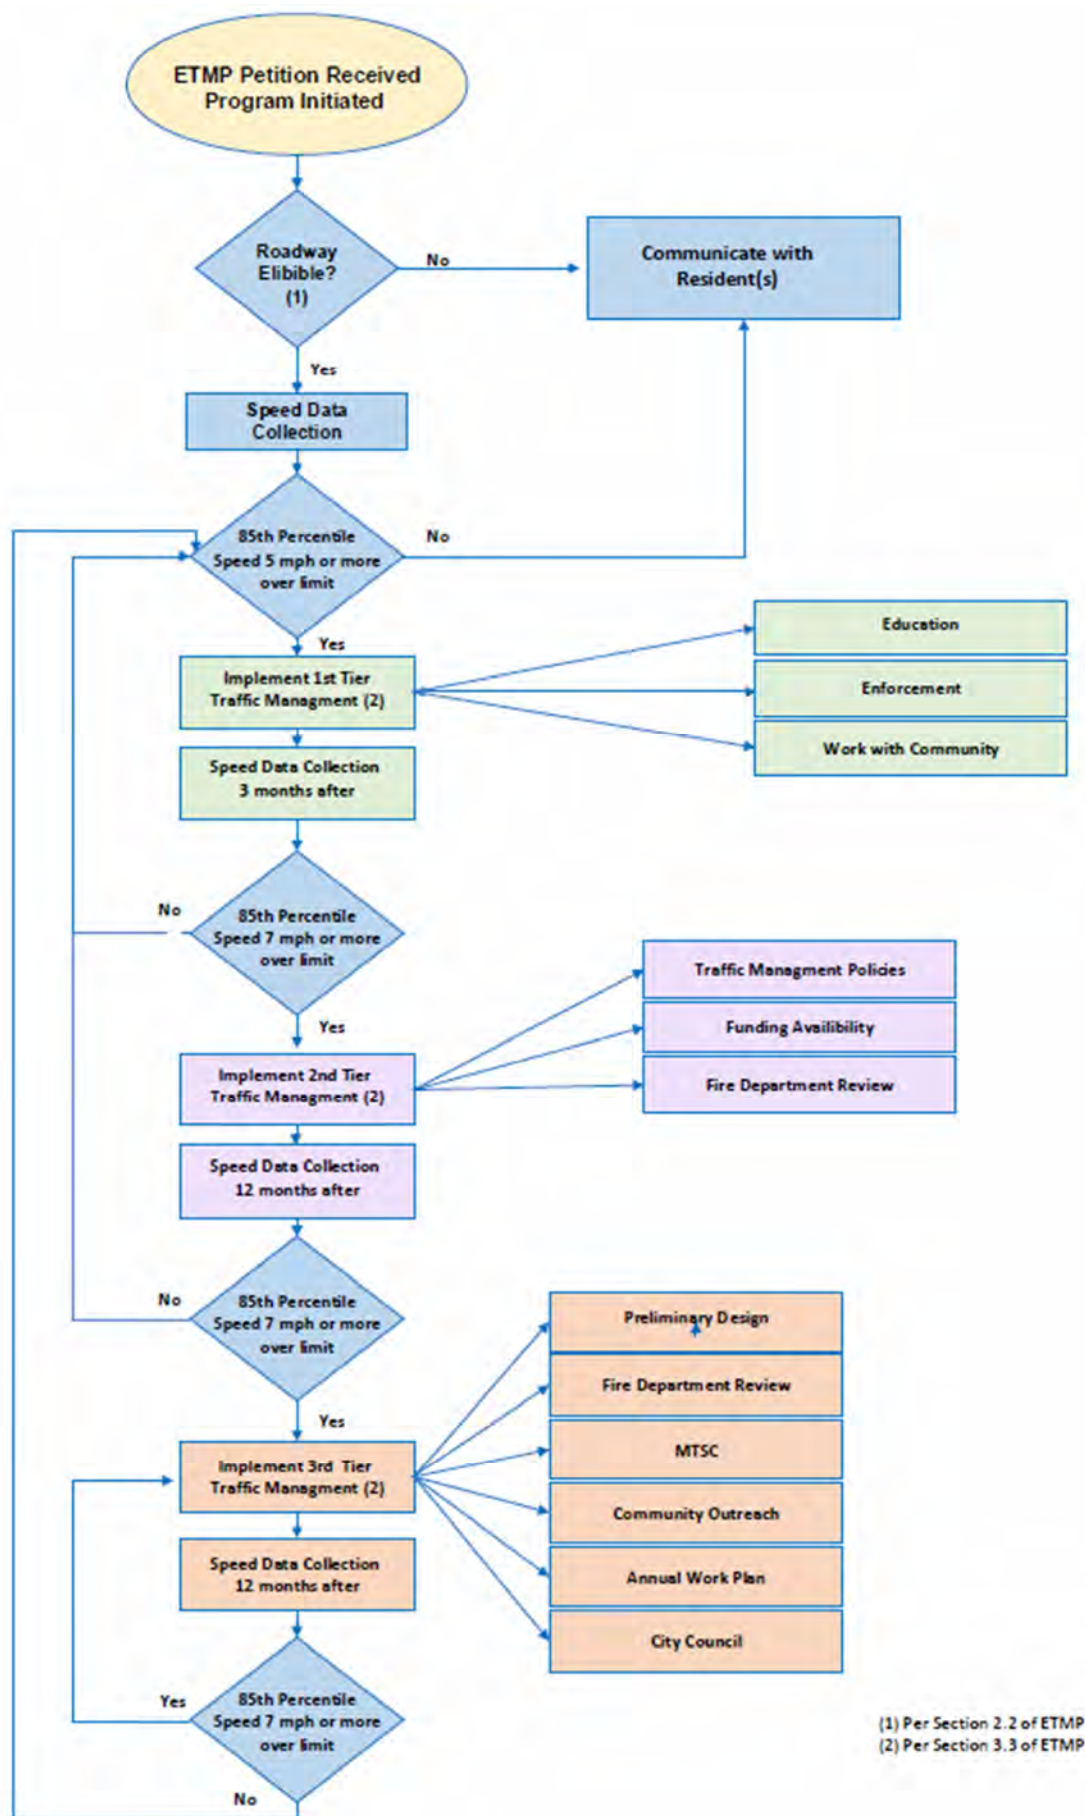 ETMP Petition Received
Program Initiated
Roadway
Elibible?
(1)
No
Communicate with
Resident(s)
Yes
Speed Data
Collection
85th Percentile
Speed 5 mph or more
over limit
No
Yes
Implement 1st Tier
Traffic Managment (2)
Education
Enforcement
Work with Community
Speed Data Collection
3 months after
No
85th Percentile
Speed 7 mph or more
over limit
Yes
Implement 2nd Tier
Traffic Managment (2)
Traffic Managment Policies
Funding Availibility
Fire Department Review
Speed Data Collection
12 months after
No
85th Percentile
Speed 7 mph or more
over limit
Yes
Implement 3rd Tier
Traffic Managment (2)
Preliminary Design
Fire Department Review
MTSC
Community Outreach
Annual Work Plan
City Council
Speed Data Collection
12 months after
Yes
85th Percentile
Speed 7 mph or more
over limit
No
(1) Per Section 2.2 of ETMP
(2) Per Section 3.3 of ETMP